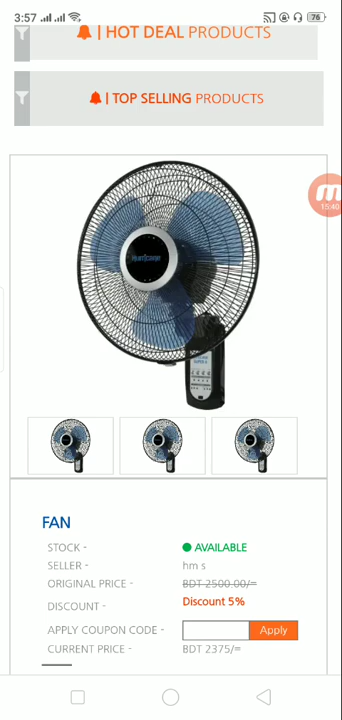 3:57
76
| HOT DEAL PRODUCTS
| TOP SELLING PRODUCTS
15:40
FAN
STOCK - AVAILABLE
SELLER - hm s
ORIGINAL PRICE - BDT 2500.00/=
DISCOUNT - Discount 5%
APPLY COUPON CODE - Apply
CURRENT PRICE - BDT 2375/=